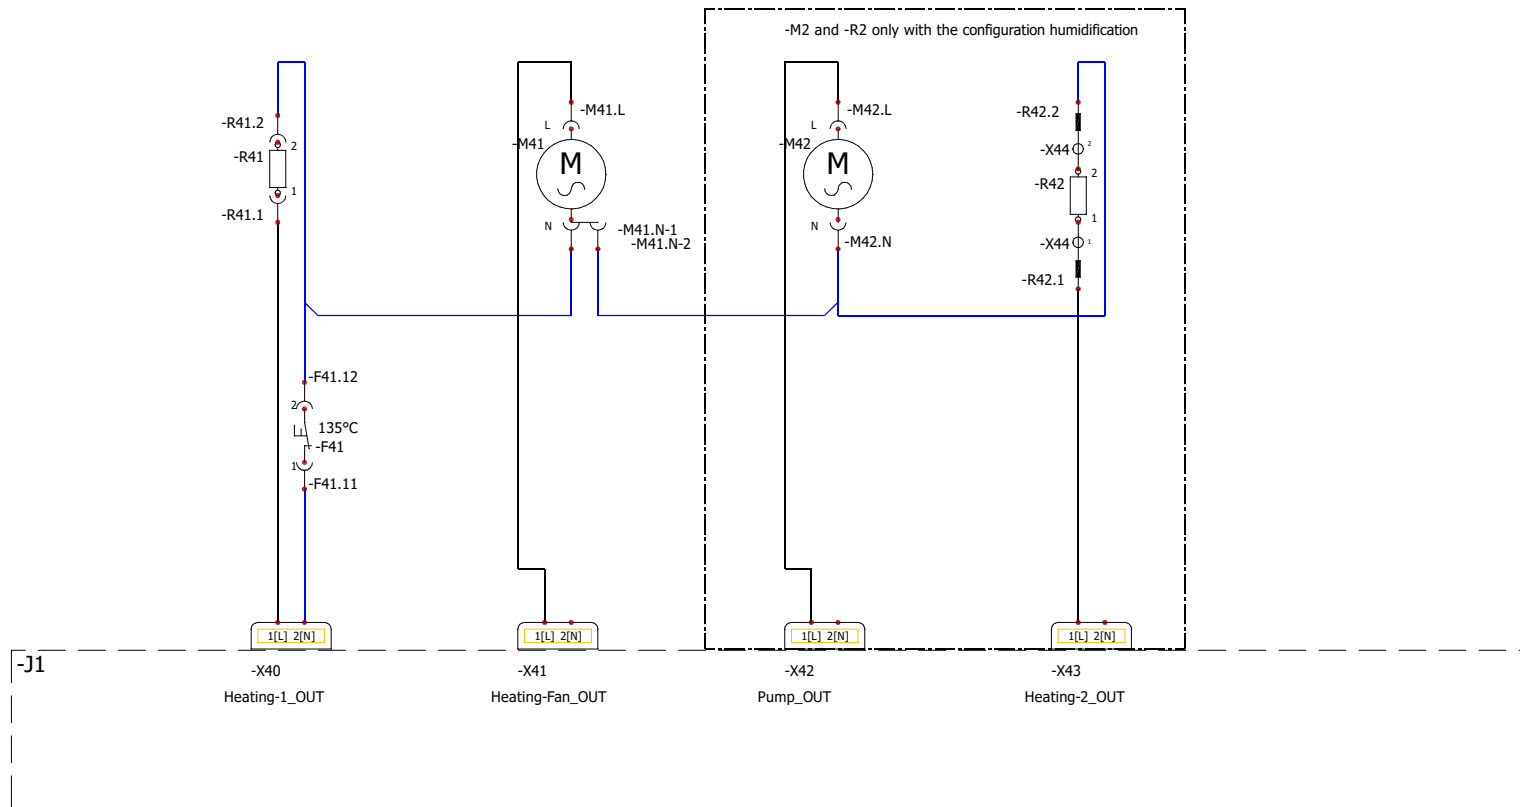 -M2 and -R2 only with the configuration humidification
-R41.2
2
-R41
1
-R41.1
-M41.L
L
-M41
M
N
-M41.N-1
-M41.N-2
-M42.L
L
-M42
M
N
-M42.N
-R42.2
-X44
2
2
-R42
1
-X44
1
-R42.1
-F41.12
2
135°C
-F41
1
-F41.11
1[L] 2[N]
1[L] 2[N]
1[L] 2[N]
1[L] 2[N]
-J1
-X40
-X41
-X42
-X43
Heating-1_OUT
Heating-Fan_OUT
Pump_OUT
Heating-2_OUT